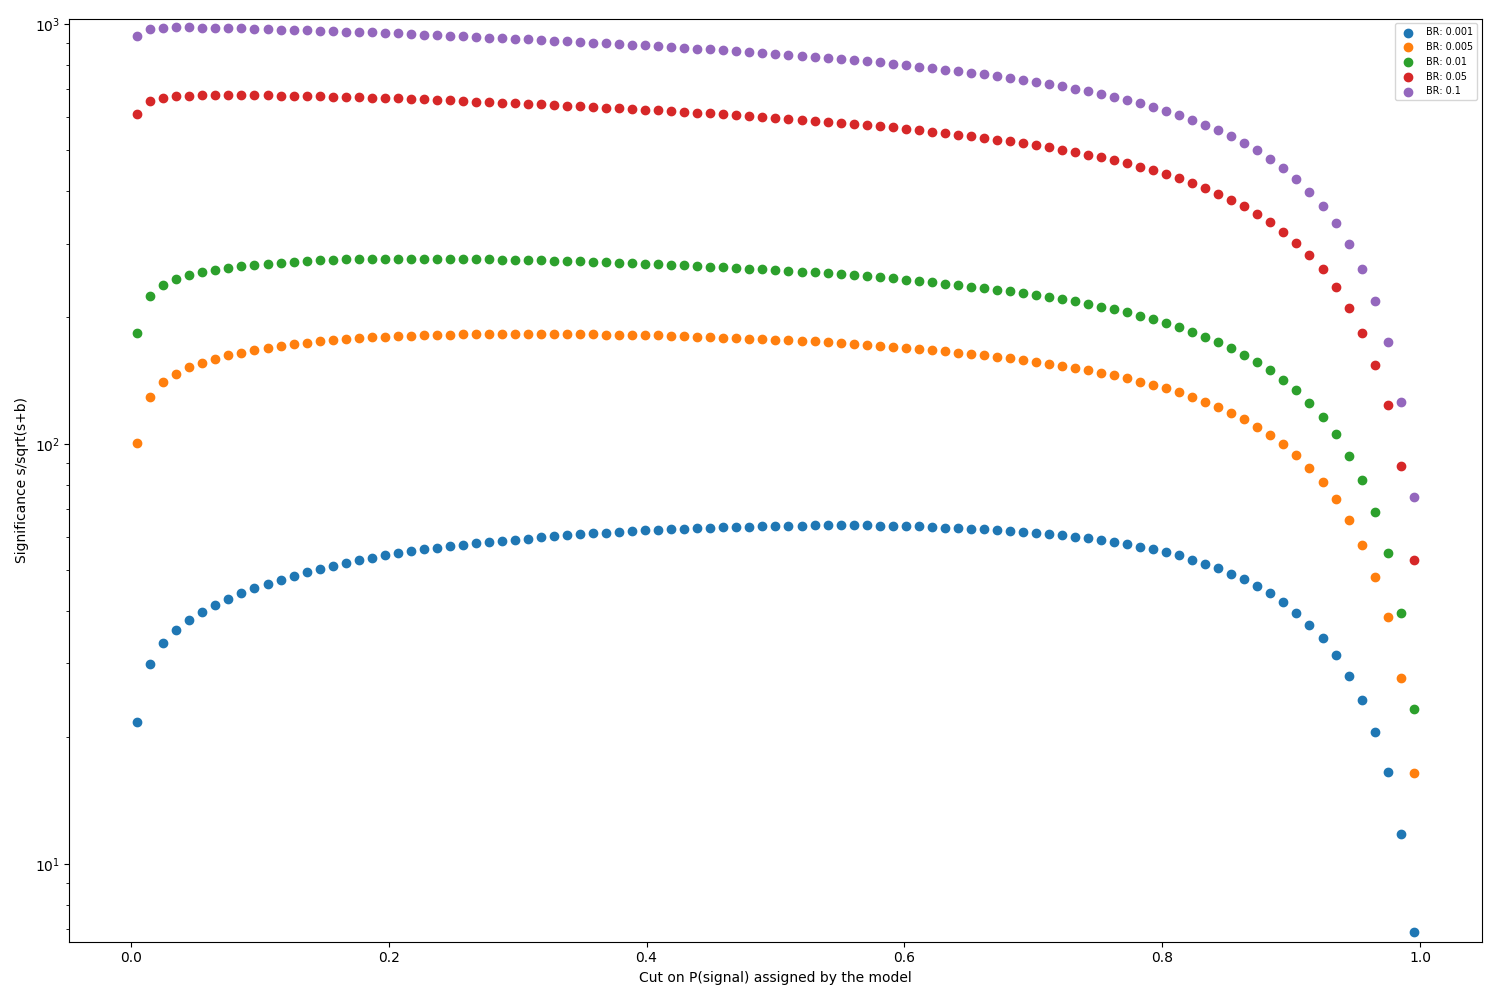 10³
10²
10¹
Significance s/sqrt(s+b)
BR: 0.001
BR: 0.005
BR: 0.01
BR: 0.05
BR: 0.1
0.0 0.2 0.4 0.6 0.8 1.0
Cut on P(signal) assigned by the model